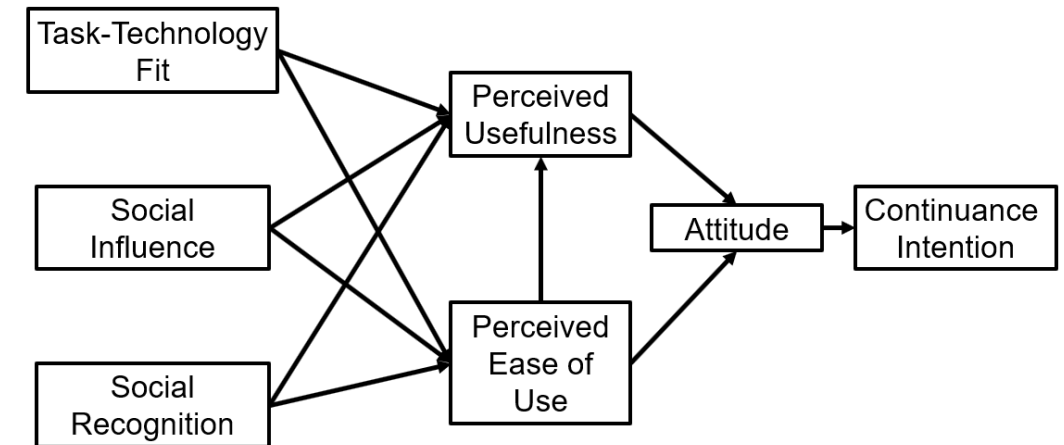 Task-Technology
Fit
Social
Influence
Social
Recognition
Perceived
Usefulness
Perceived
Ease of
Use
Attitude
Continuance
Intention